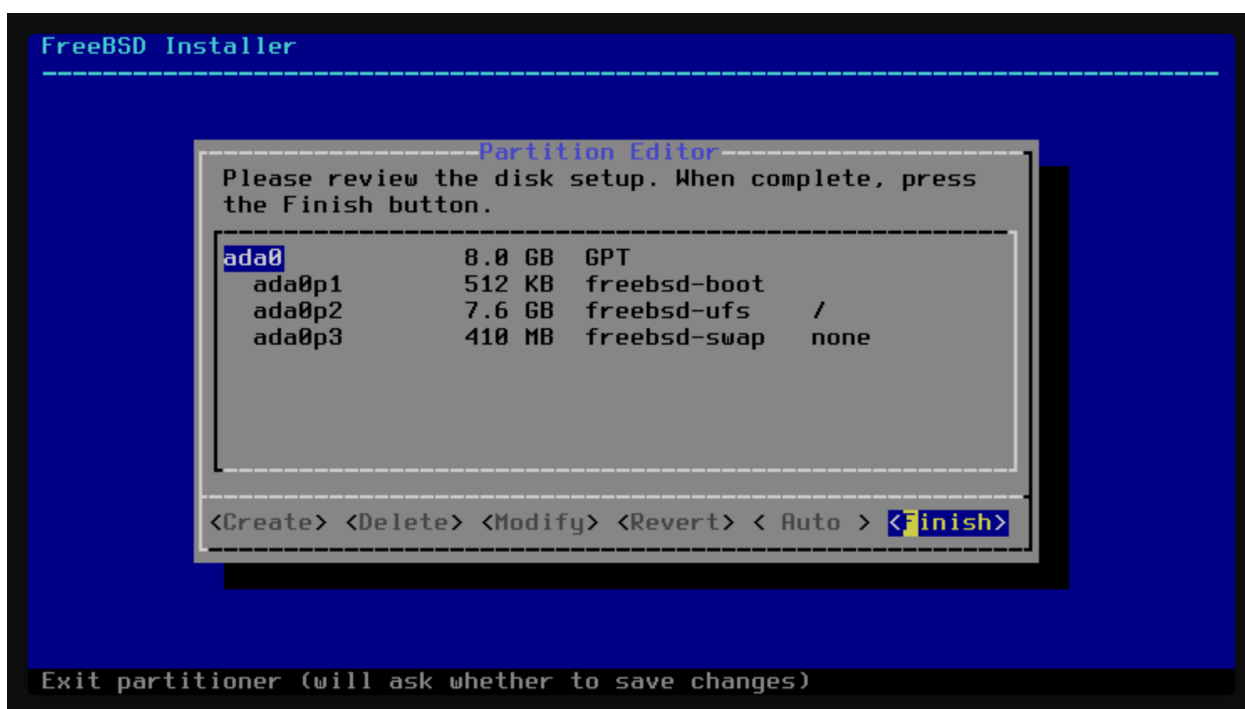 FreeBSD Installer
Partition Editor
Please review the disk setup. When complete, press
the Finish button.
ada0 8.0 GB GPT
ada0p1 512 KB freebsd-boot
ada0p2 7.6 GB freebsd-ufs /
ada0p3 410 MB freebsd-swap none
<Create> <Delete> <Modify> <Revert> < Auto > <Finish>
Exit partitioner (will ask whether to save changes)